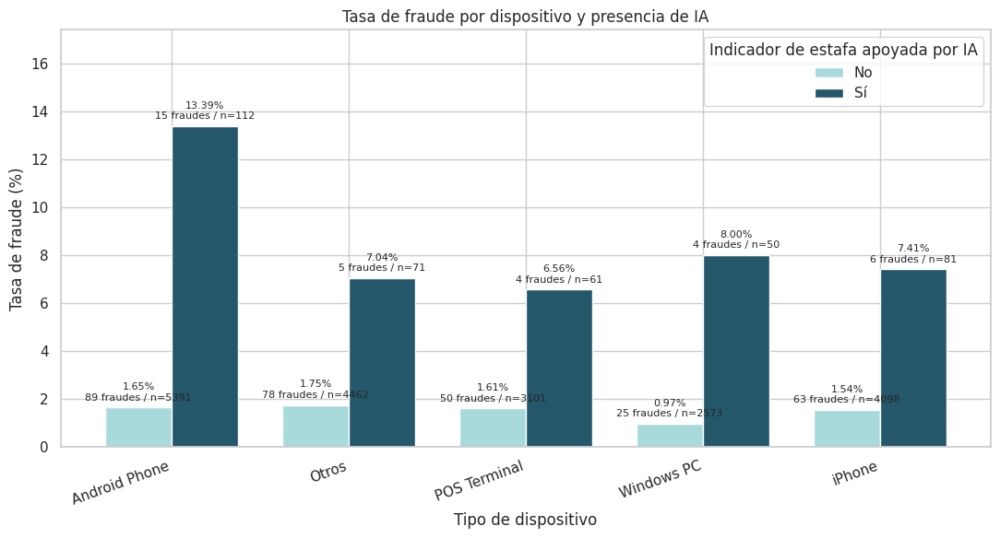 Tasa de fraude por dispositivo y presencia de IA
Tasa de fraude (%)
16
14
12
10
8
6
4
2
0
Indicador de estafa apoyada por IA
No
Sí
1.65%
89 fraudes / n=5391
13.39%
15 fraudes / n=112
1.75%
78 fraudes / n=4462
7.04%
5 fraudes / n=71
1.61%
50 fraudes / n=3101
6.56%
4 fraudes / n=61
0.97%
25 fraudes / n=2573
8.00%
4 fraudes / n=50
1.54%
63 fraudes / n=4098
7.41%
6 fraudes / n=81
Android Phone
Otros
POS Terminal
Windows PC
iPhone
Tipo de dispositivo